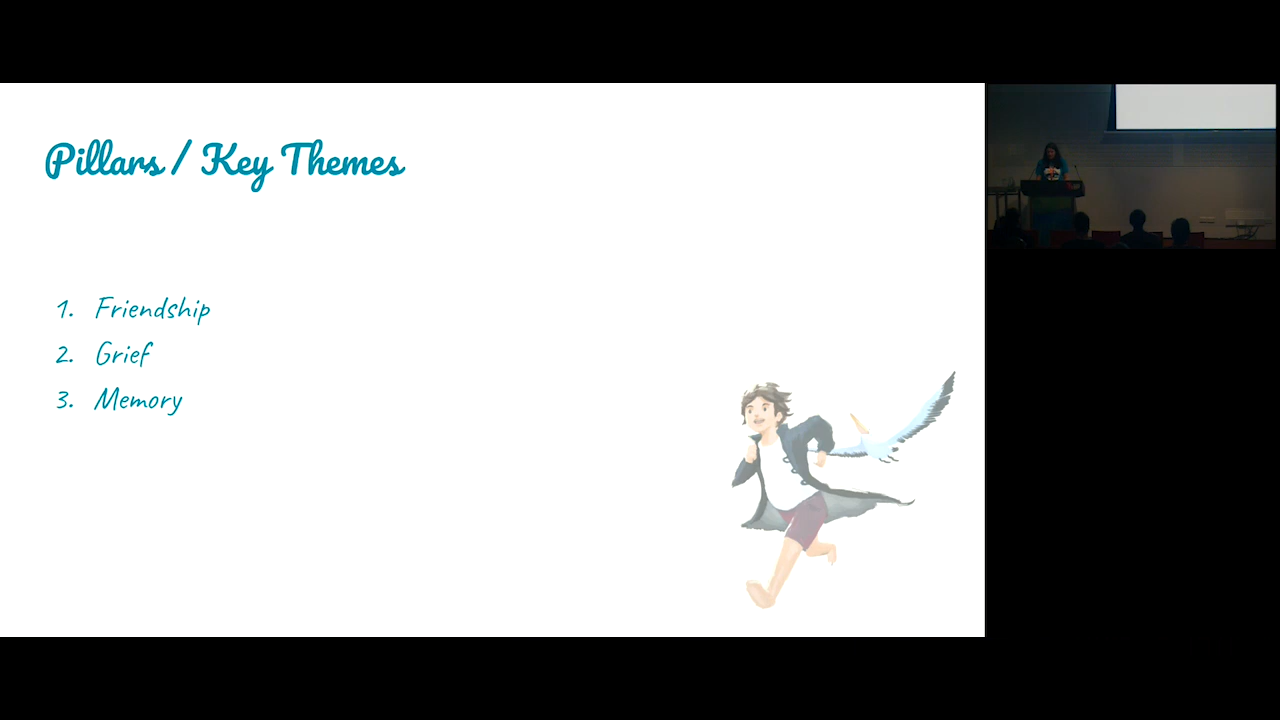 Pillars / Key Themes
1. Friendship
2. Grief
3. Memory